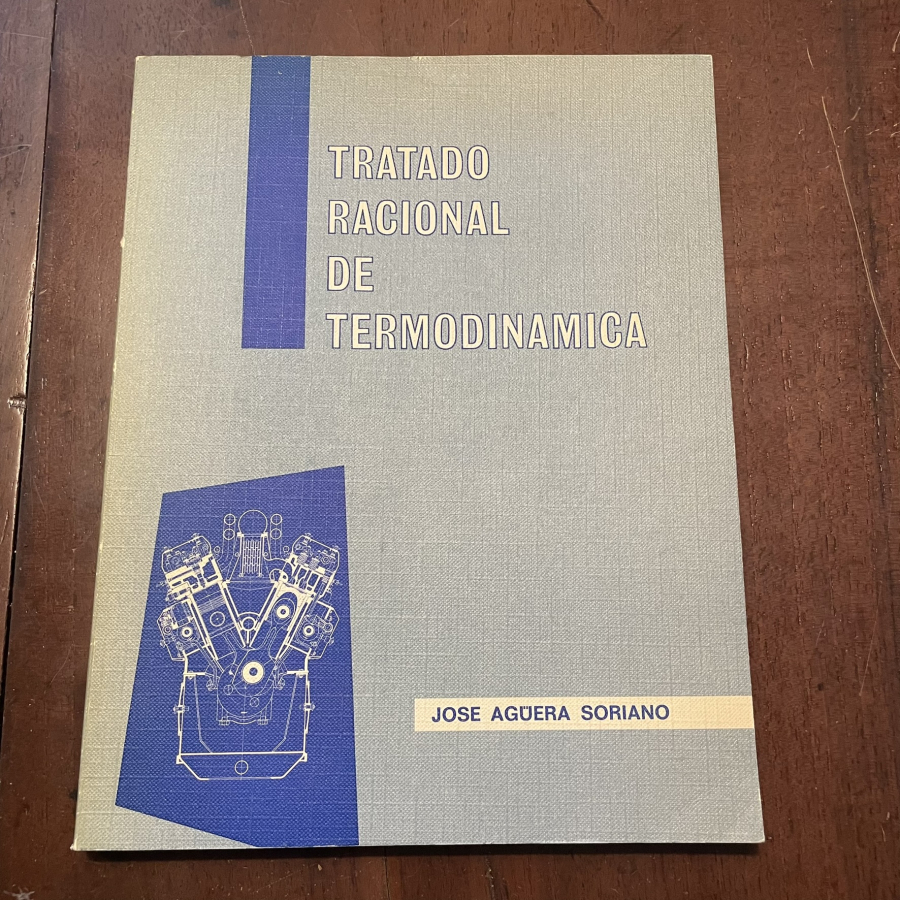 TRATADO
RACIONAL
DE
TERMODINAMICA
JOSE AGÜERA SORIANO